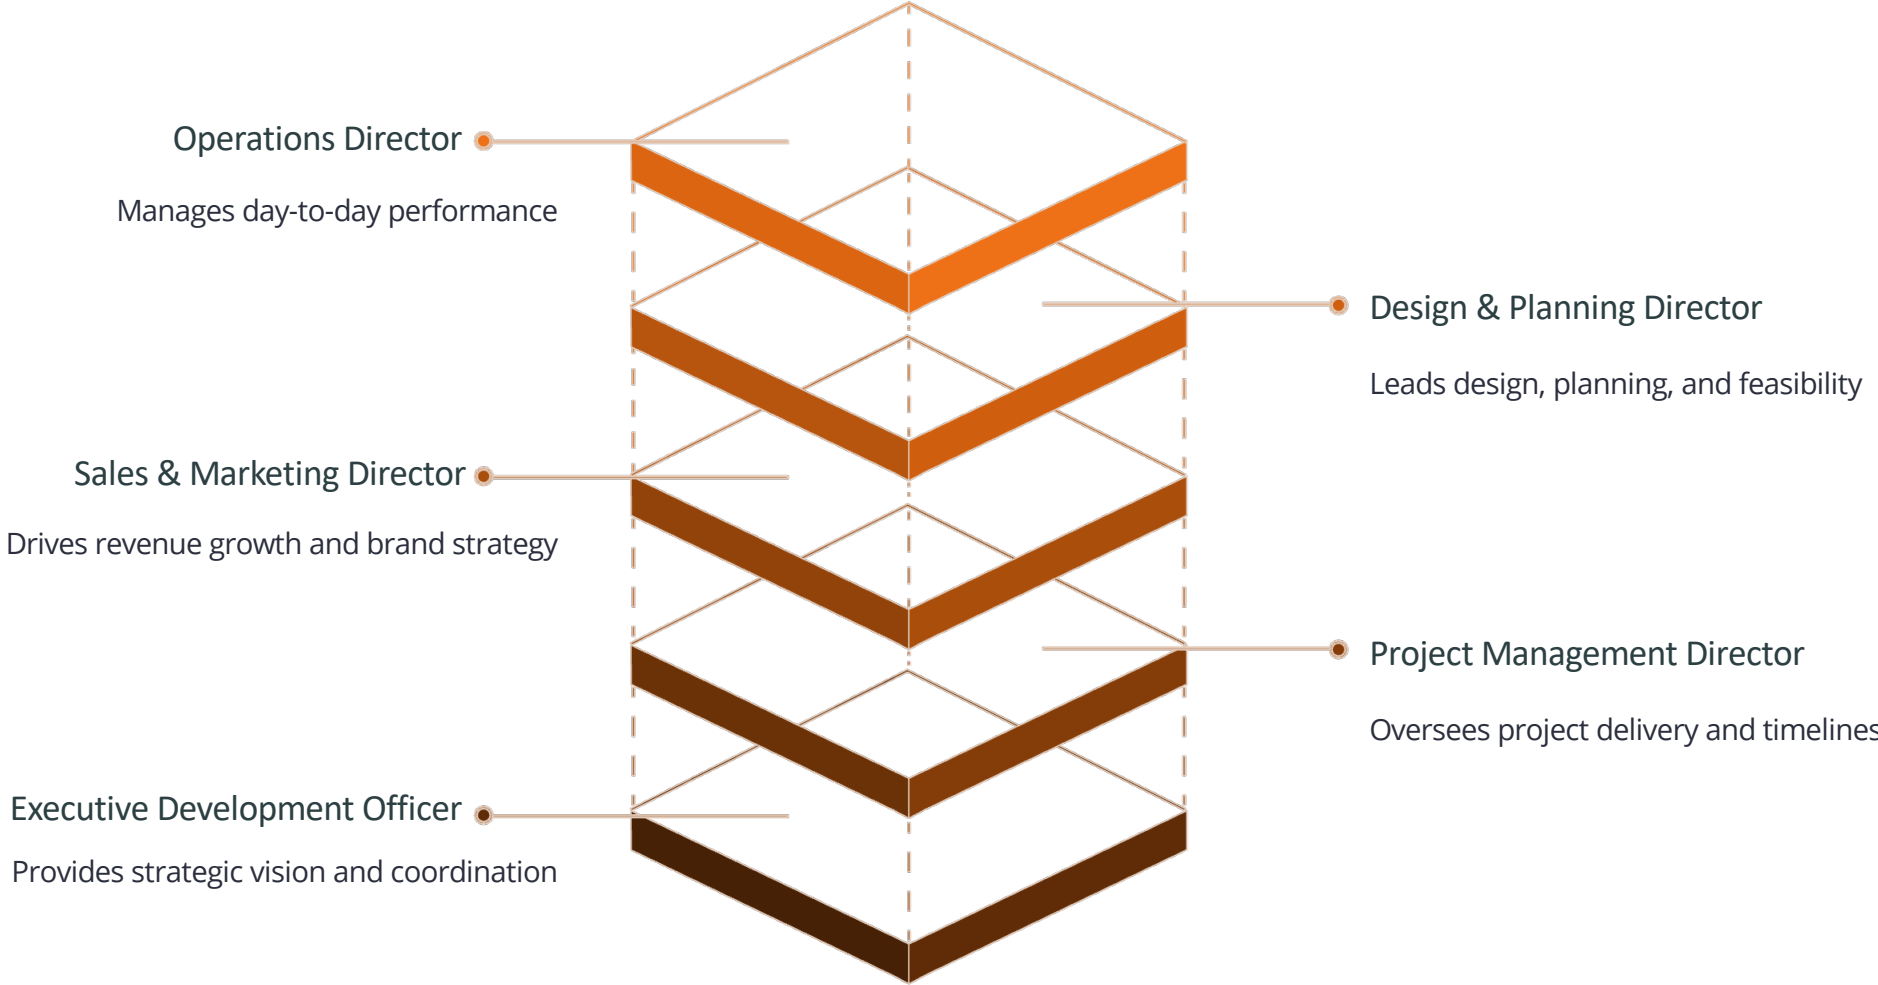 Operations Director
Manages day-to-day performance
Design & Planning Director
Leads design, planning, and feasibility
Sales & Marketing Director
Drives revenue growth and brand strategy
Project Management Director
Oversees project delivery and timelines
Executive Development Officer
Provides strategic vision and coordination